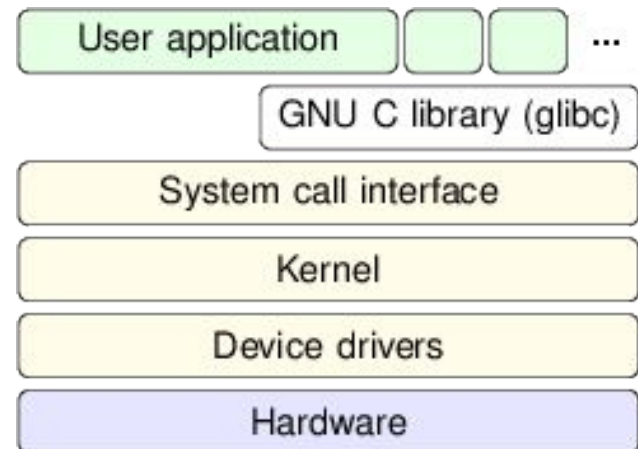 User application ...
GNU C library (glibc)
System call interface
Kernel
Device drivers
Hardware